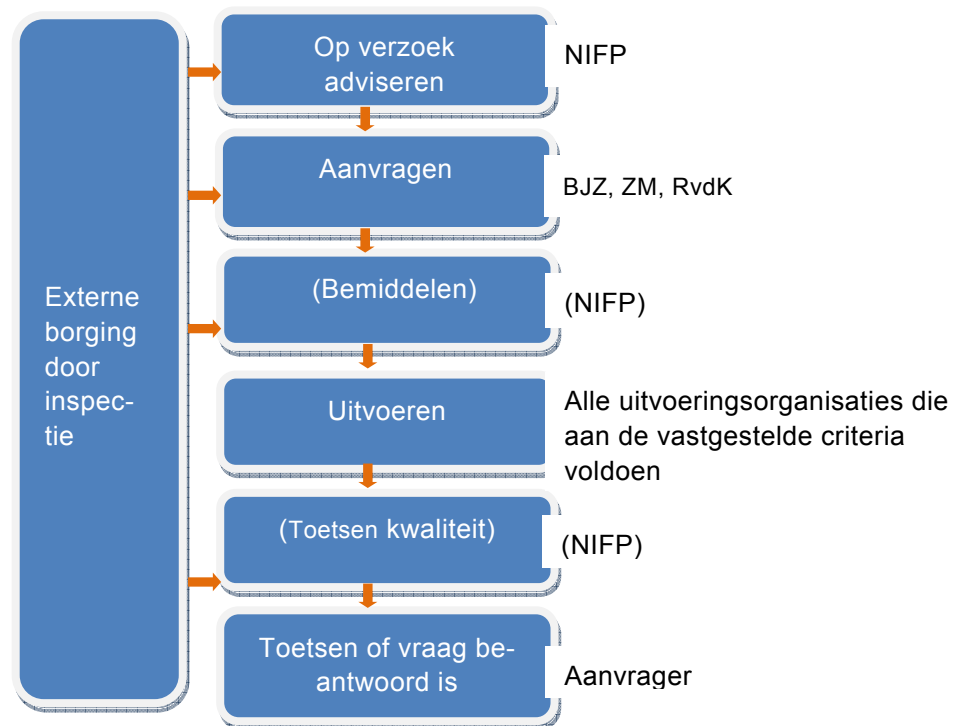 Externe
borging
door
inspec-
tie
Op verzoek
adviseren
NIFP
Aanvragen
BJZ, ZM, RvdK
(Bemiddelen)
(NIFP)
Uitvoeren
Alle uitvoeringsorganisaties die
aan de vastgestelde criteria
voldoen
(Toetsen kwaliteit)
(NIFP)
Toetsen of vraag be-
antwoord is
Aanvrager